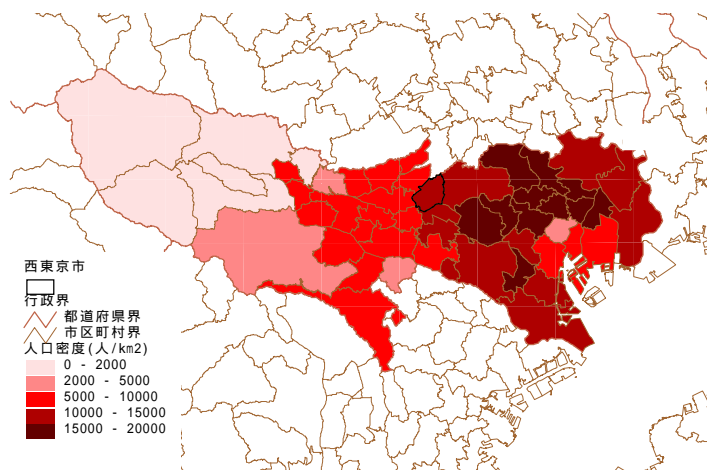 西東京市
行政界
都道府県界
市区町村界
人口密度(人/km2)
0 - 2000
2000 - 5000
5000 - 10000
10000 - 15000
15000 - 20000